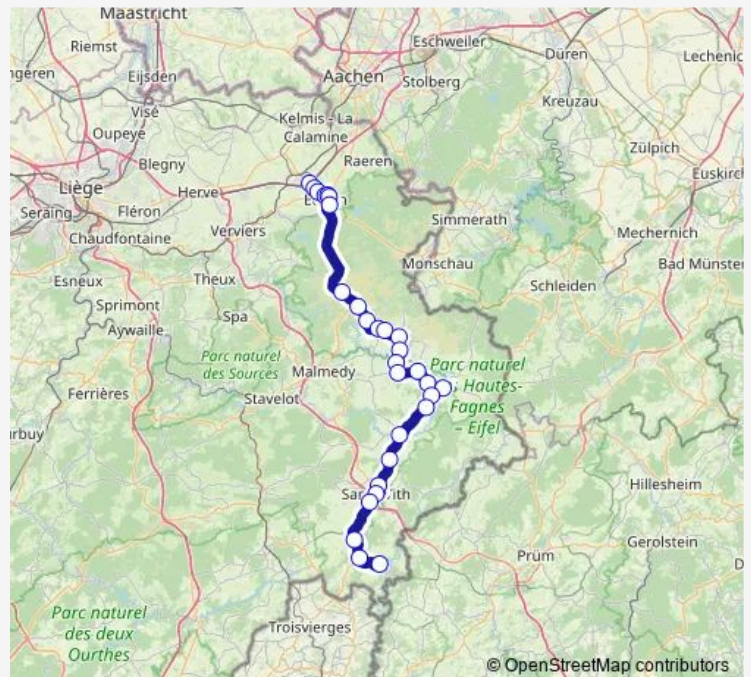 Maastricht
Riemst
Eschweiler
Düren
Lechenic
ngeren
Eijsden
Aachen
Stolberg
Visé
Kreuzau
Oupeye
Kelmis - La
Calamine
Zülpich
Blegny
Raeren
Euskirch
Liège
Herve
Seraing
Fléron
Simmerath
Chaudfontaine
Verviers
Mechernich
Monschau
Bad Münster
Esneux
Theux
Schleiden
Sprimont
Spa
Aywaille
Parc naturel
des Sources
Malmedy
Parc naturel
Hautes-
Fagnes
– Eifel
Ferrières
Stavelot
urbuy
Hillesheim
Gerolstein
Prüm
D
Parc naturel
des deux
Ourthes
Troisvierges
© OpenStreetMap contributors